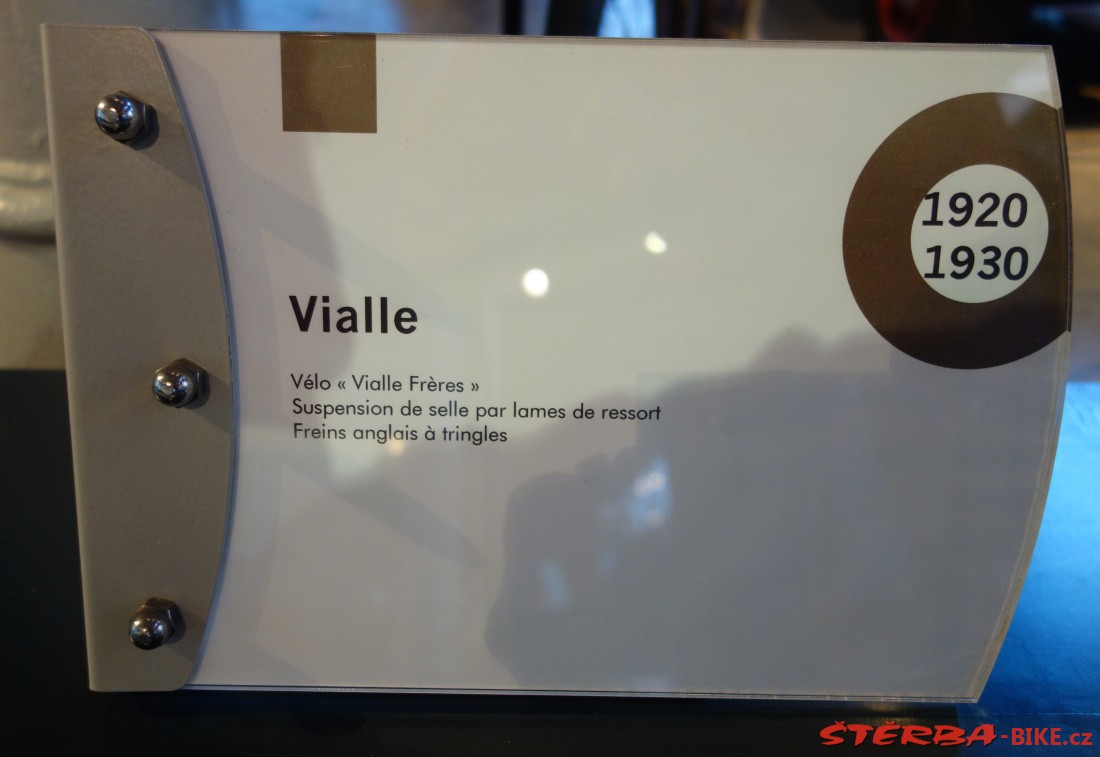 1920
1930
Vialle
Vélo « Vialle Frères »
Suspension de selle par lames de ressort
Freins anglais à tringles
ŠTĚRBA-BIKE.cz